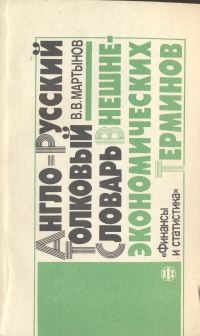 Англо=Русский
Толковый В.В.МАРТЫНОВ
Словарь Внешне-
экономических
Терминов
«Финансы
и статистика»